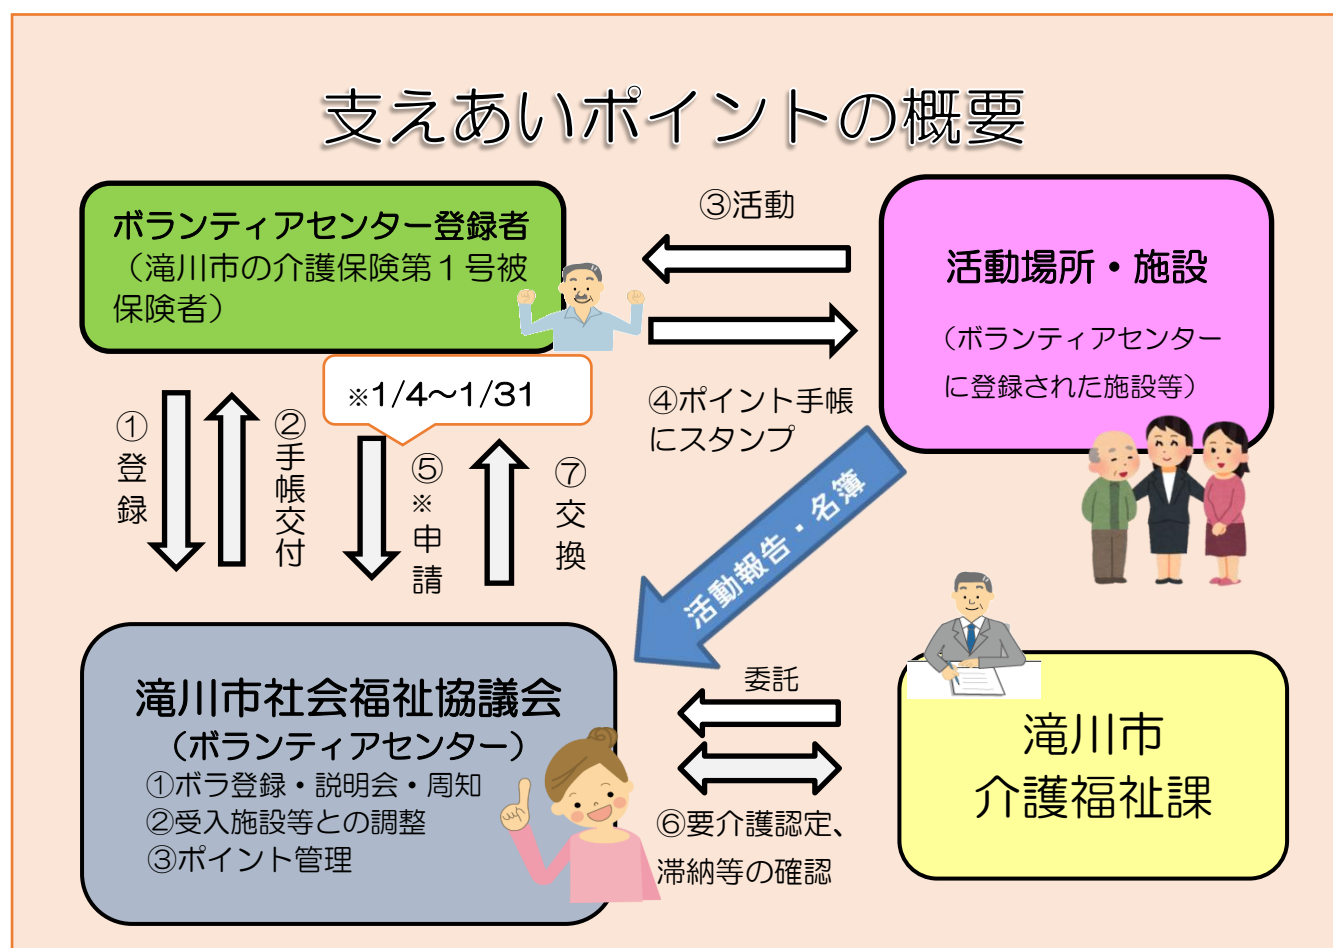 支えあいポイントの概要
ボランティアセンター登録者
（滝川市の介護保険第１号被
保険者）
③活動
活動場所・施設
（ボランティアセンター
に登録された施設等）
④ポイント手帳
にスタンプ
※1/4～1/31
①登録
②手帳交付
⑤※申請
⑦交換
活動報告・名簿
滝川市社会福祉協議会
（ボランティアセンター）
①ボラ登録・説明会・周知
②受入施設等との調整
③ポイント管理
委託
⑥要介護認定、
滞納等の確認
滝川市
介護福祉課